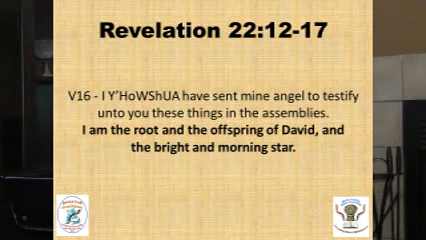 Revelation 22:12-17
V16 - I Y'HoWShUA have sent mine angel to testify
unto you these things in the assemblies.
I am the root and the offspring of David, and
the bright and morning star.